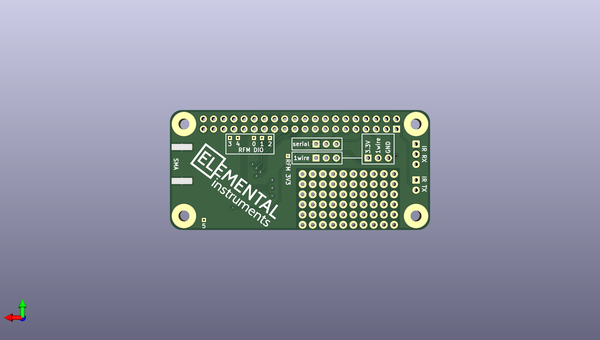 3 4 0 1 2
RFM DIO
serial
1wire
3.3V
1wire
GND
IR RX
IR TX
RFM 3V3
SMA
ELEMENTAL
instruments
5